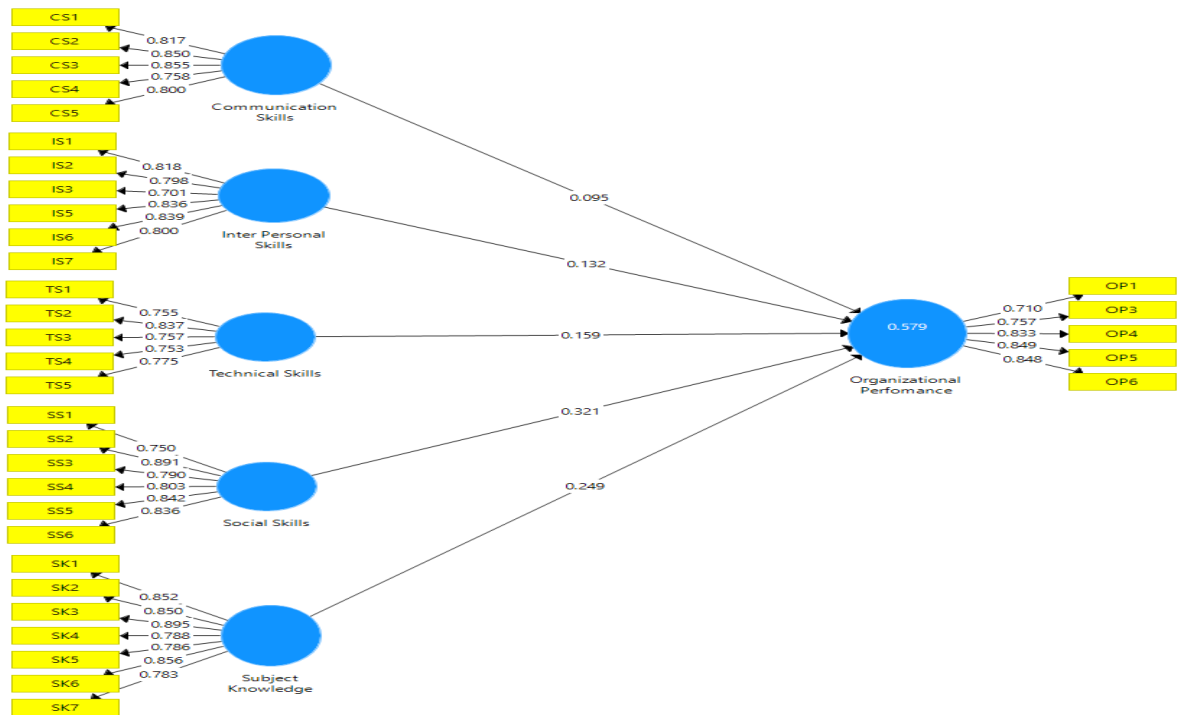 CS1
0.817
CS2
0.850
CS3
0.855
CS4
0.758
CS5
0.800
Communication
Skills
IS1
0.818
IS2
0.798
IS3
0.701
IS5
0.836
IS6
0.839
IS7
0.800
Inter Personal
Skills
TS1
0.755
TS2
0.837
TS3
0.757
TS4
0.753
TS5
0.775
Technical Skills
SS1
0.750
SS2
0.891
SS3
0.790
SS4
0.803
SS5
0.842
SS6
0.836
Social Skills
SK1
0.852
SK2
0.850
SK3
0.895
SK4
0.788
SK5
0.786
SK6
0.856
SK7
0.783
Subject
Knowledge
0.095
0.132
0.159
0.321
0.249
0.579
Organizational
Perfomance
0.710
OP1
0.757
OP3
0.833
OP4
0.849
OP5
0.848
OP6